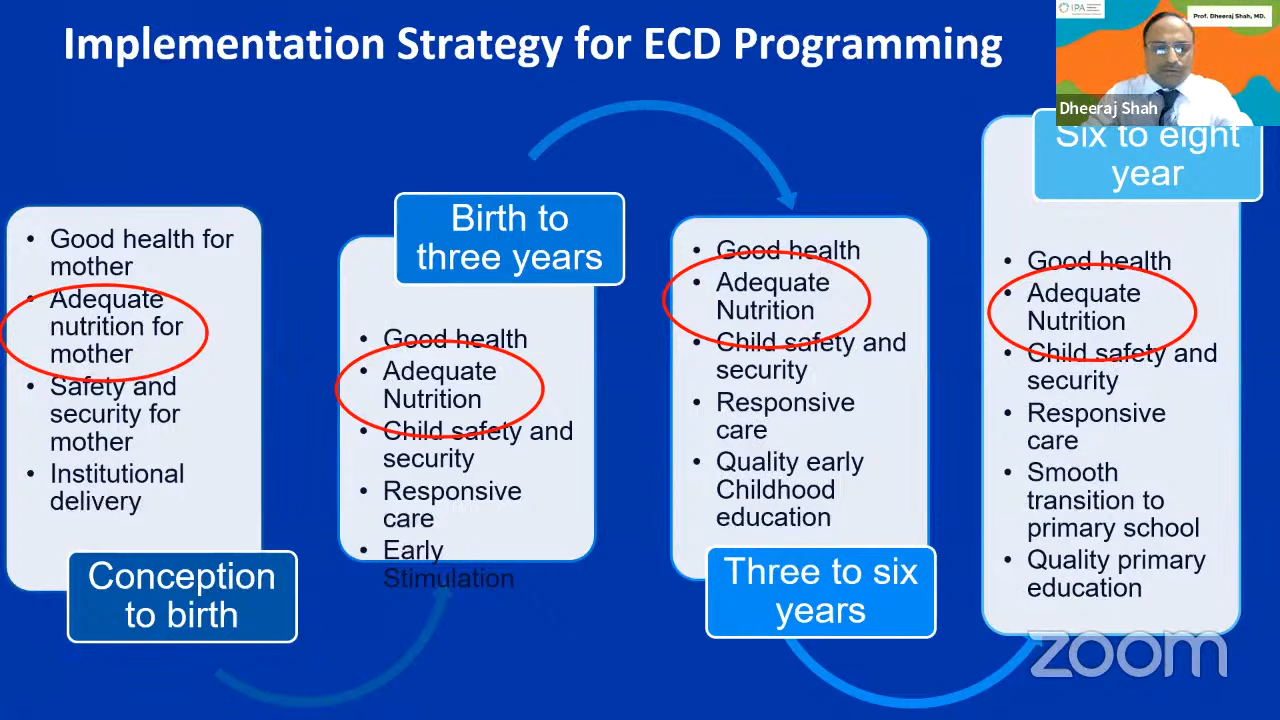 Implementation Strategy for ECD Programming
IPA
Prof. Dheeraj Shah, MD.
Dheeraj Shah
• Good health for
mother
• Adequate
nutrition for
mother
• Safety and
security for
mother
• Institutional
delivery
Conception
to birth
Birth to
three years
• Good health
• Adequate
Nutrition
• Child safety and
security
• Responsive
care
• Early
Stimulation
• Good health
• Adequate
Nutrition
• Child safety and
security
• Responsive
care
• Quality early
Childhood
education
Three to six
years
Six to eight
year
• Good health
• Adequate
Nutrition
• Child safety and
security
• Responsive
care
• Smooth
transition to
primary school
• Quality primary
education
zoom